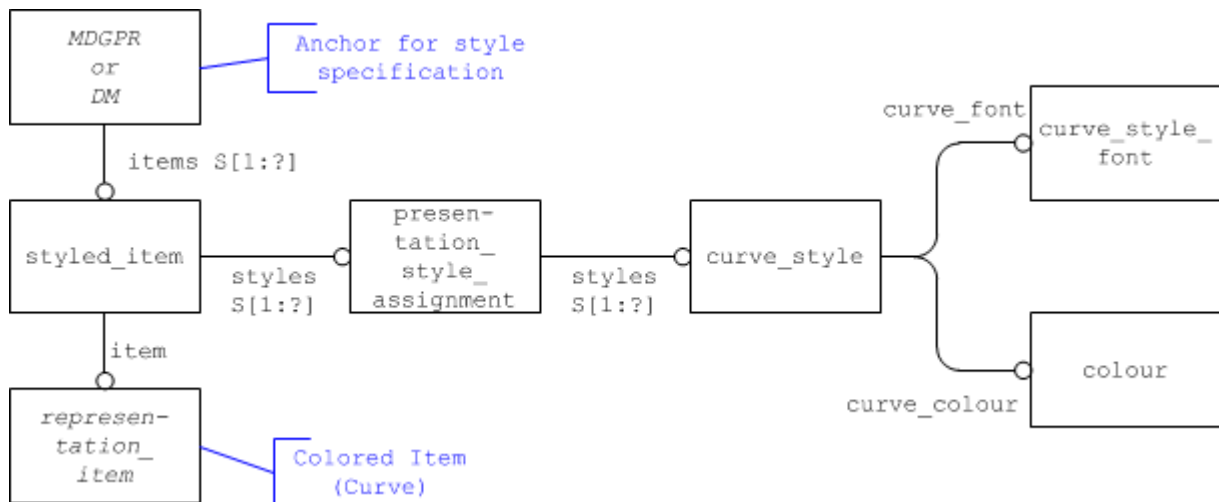 MDGPR
or
DM
Anchor for style
specification
items S[1:?]
curve_font
curve_style_
font
styled_item
styles
S[1:?]
presen-
tation_
style_
assignment
styles
S[1:?]
curve_style
item
colour
curve_colour
represen-
tation_
item
Colored Item
(Curve)